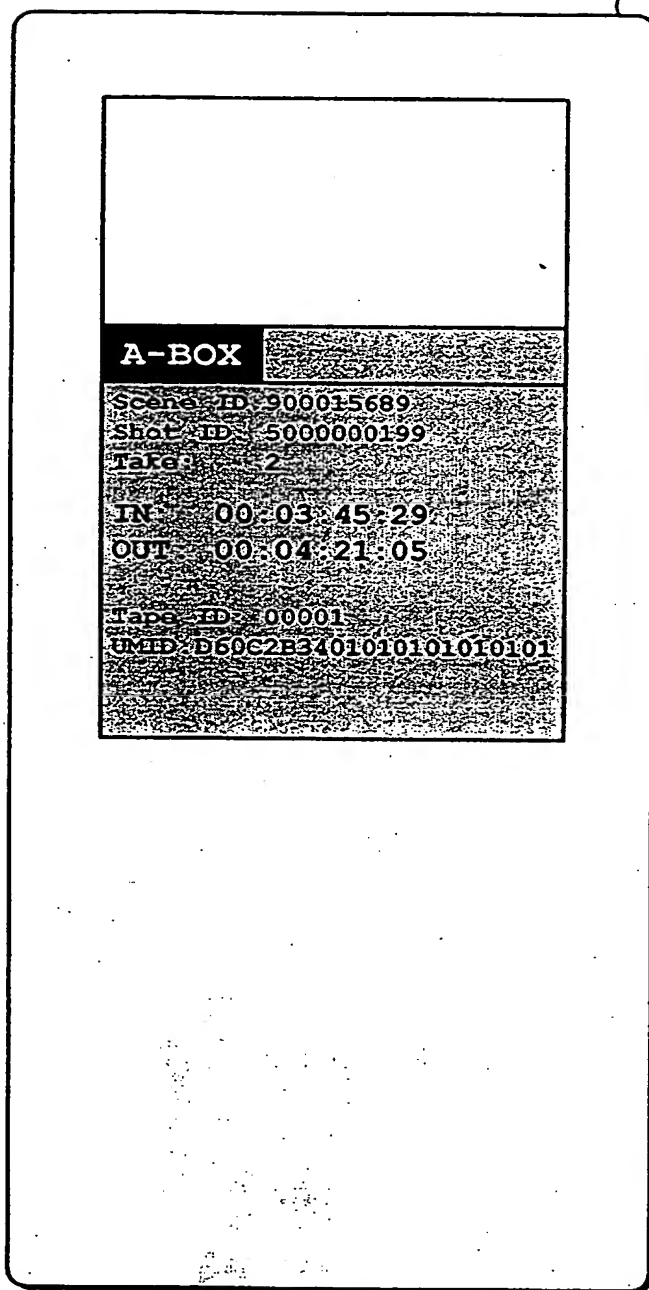 A-BOX
Scene ID 900015689
Shot ID 5000000199
Take: 2
IN 00:03:45:29
OUT 00:04:21:05
Tape ID: 00001
UMID:D60C2B3401010101010101